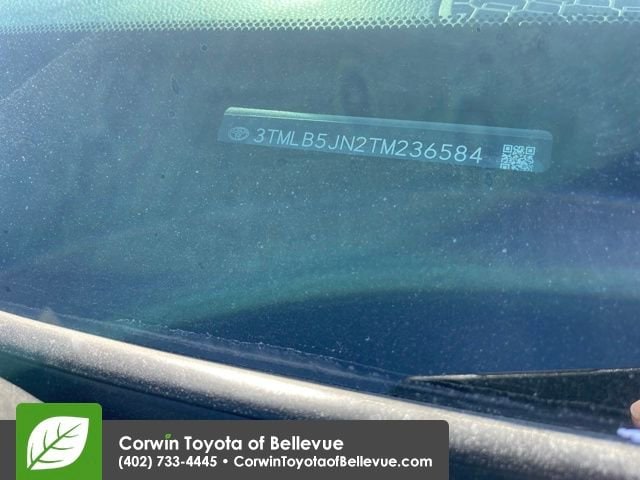 3TMLB5JN2TM236584
Corwin Toyota of Bellevue
(402) 733-4445 • CorwinToyotaofBellevue.com